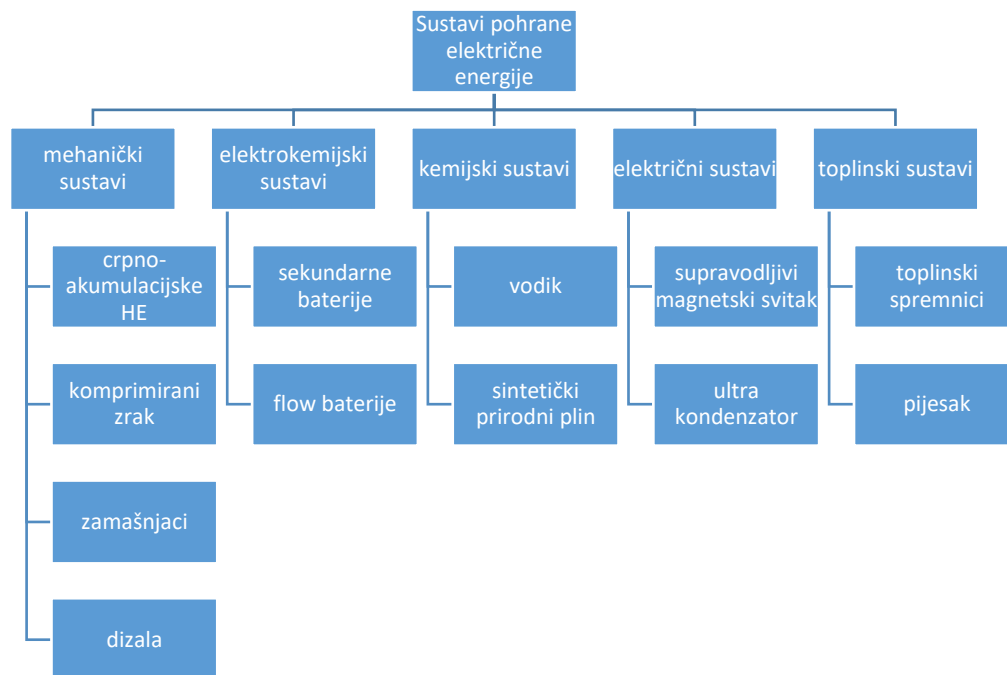 Sustavi pohrane
električne
energije
mehanički
sustavi
elektrokemijski
sustavi
kemijski sustavi
električni sustavi
toplinski sustavi
crpno-
akumulacijske
HE
sekundarne
baterije
vodik
supravodljivi
magnetski svitak
toplinski
spremnici
komprimirani
zrak
flow baterije
sintetički
prirodni plin
ultra
kondenzator
pijesak
zamašnjaci
dizala